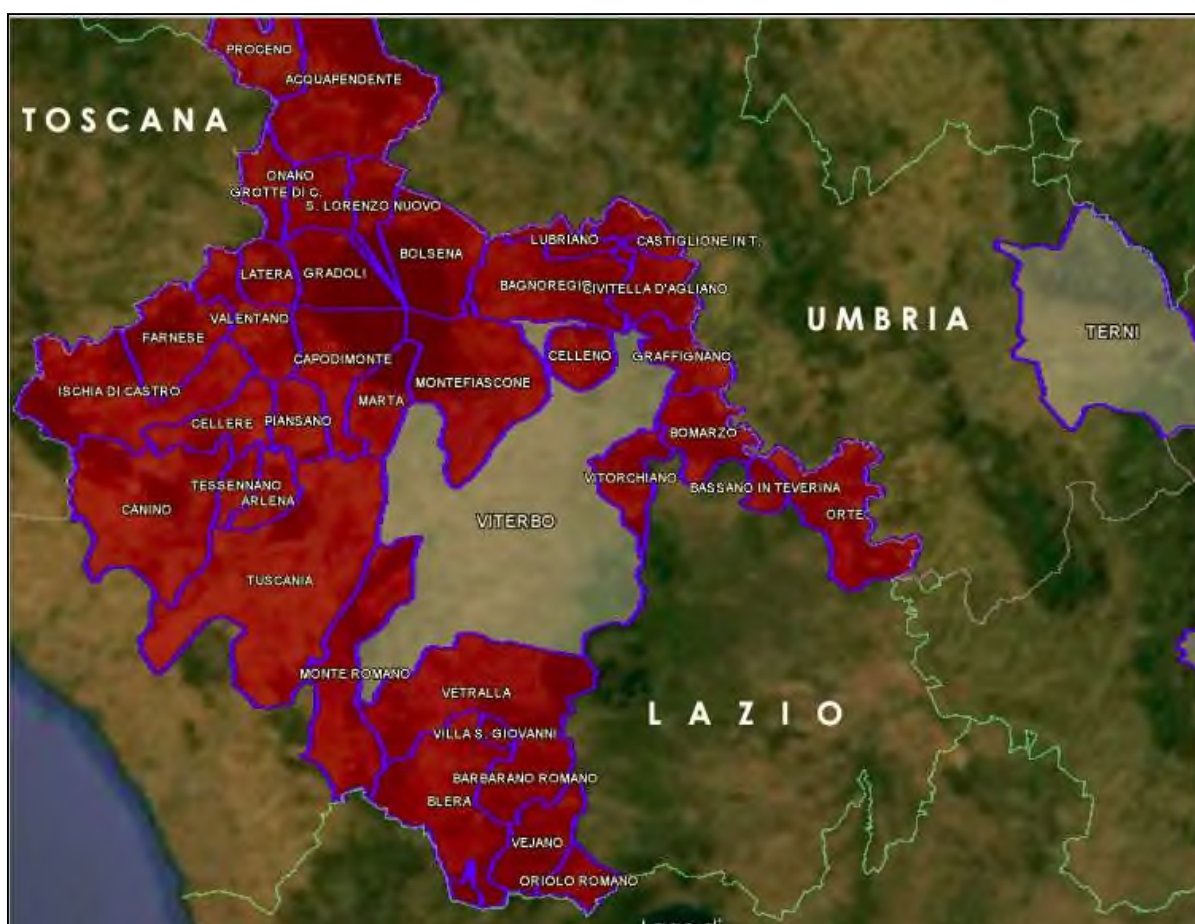 PROCENO
ACQUAPENDENTE
TOSCANA
ONANO
GROTTE DI C.
S. LORENZO NUOVO
BOLSENA
LUBRIANO
CASTIGLIONE IN T.
LATERA
GRADOLI
BAGNOREGIO
CIVITELLA D'AGLIANO
VALENTANO
UMBRIA
TERNI
FARNESE
CAPODIMONTE
CELLENO
GRAFFIGNANO
ISCHIA DI CASTRO
MONTEFIASCONE
MARTA
CELLERE
PIANSANO
BOMARZO
TESSENNANO
VITORCHIANO
BASSANO IN TEVERINA
ARLENA
CANINO
ORTE
VITERBO
TUSCANIA
MONTE ROMANO
VETRALLA
LAZIO
VILLA S. GIOVANNI
BARBARANO ROMANO
BLERA
VEJANO
ORIOLO ROMANO